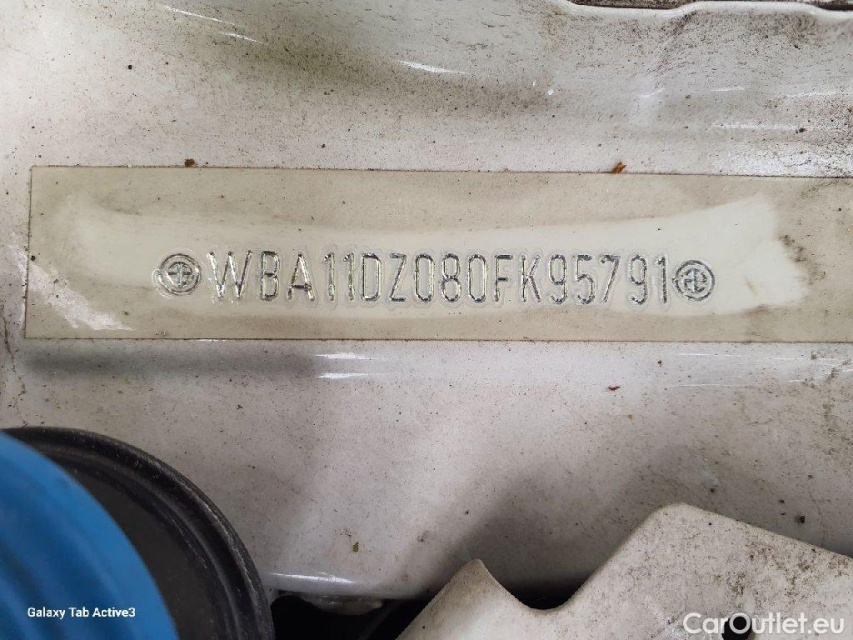 WBA11DZ080FK95791
Galaxy Tab Active3
CarOutlet.eu